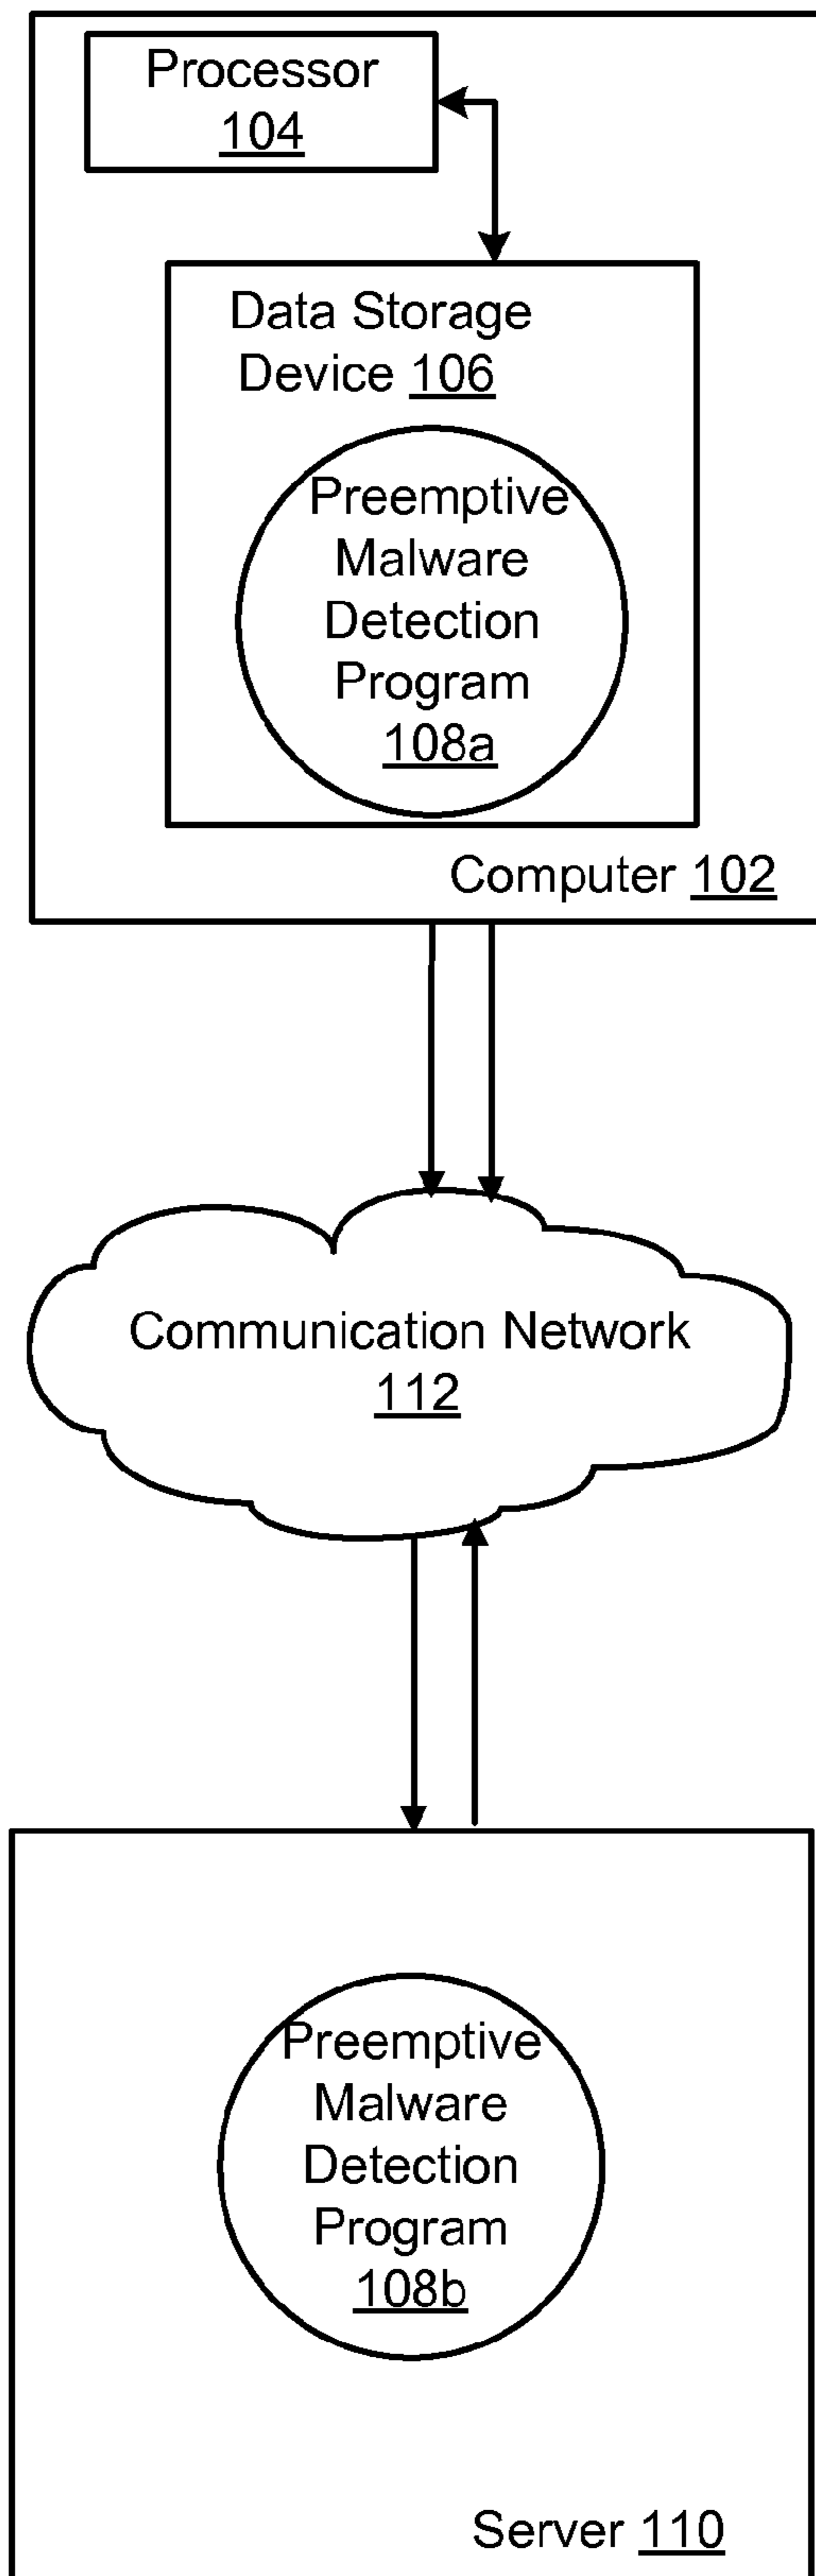 Processor
104
Data Storage
Device 106
Preemptive
Malware
Detection
Program
108a
Computer 102
Communication Network
112
Preemptive
Malware
Detection
Program
108b
Server 110